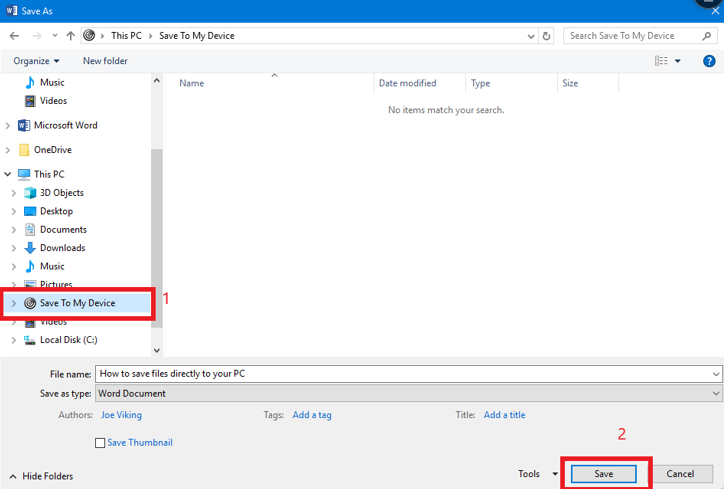 Save As
This PC > Save To My Device
Search Save To My Device
Organize
New folder
?
Music
Videos
Microsoft Word
OneDrive
This PC
3D Objects
Desktop
Documents
Downloads
Music
Pictures
Save To My Device
1
Videos
Local Disk (C:)
Name
Date modified
Type
Size
No items match your search.
File name: How to save files directly to your PC
Save as type: Word Document
Authors: Joe Viking
Tags: Add a tag
Title: Add a title
Save Thumbnail
2
Hide Folders
Tools
Save
Cancel